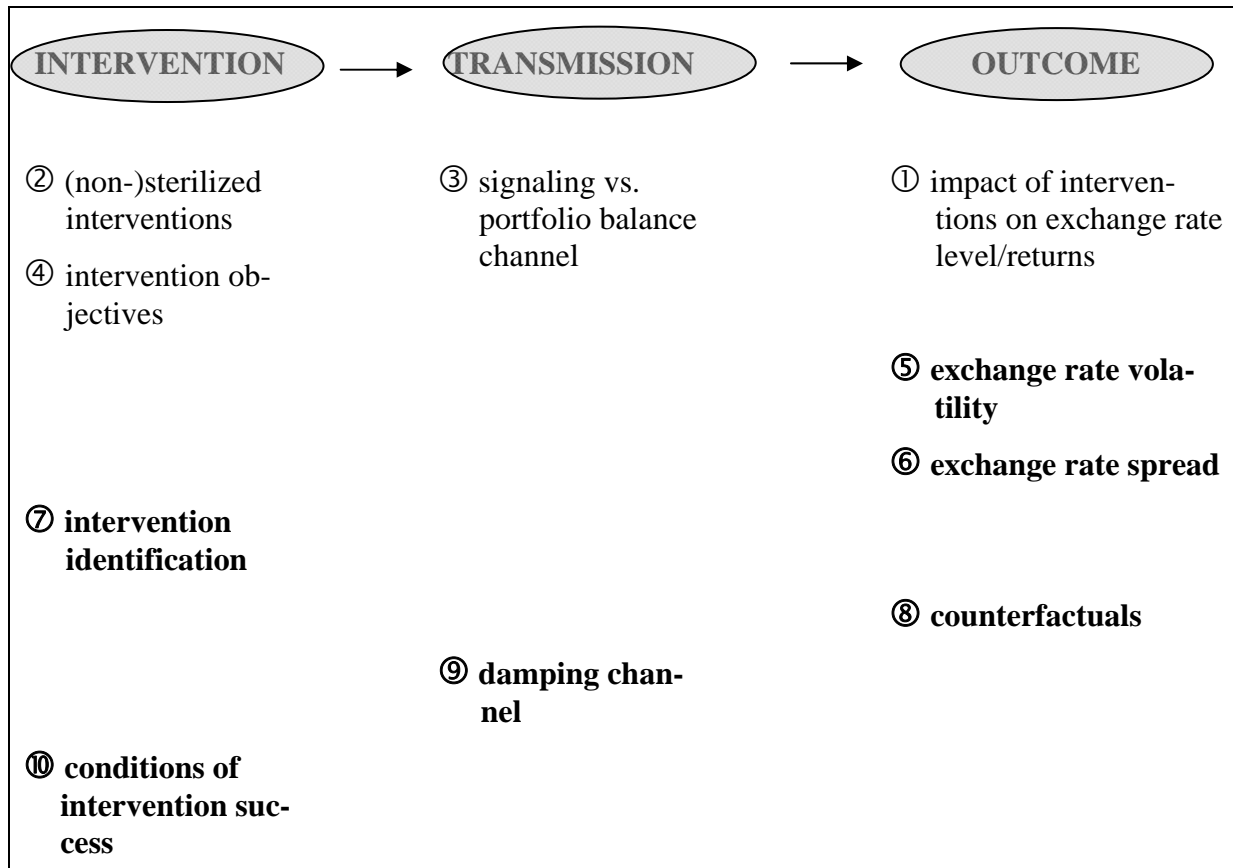 INTERVENTION
TRANSMISSION
OUTCOME
② (non-)sterilized
interventions
④ intervention ob-
jectives
③ signaling vs.
portfolio balance
channel
① impact of interven-
tions on exchange rate
level/returns
⑤ exchange rate vola-
tility
⑥ exchange rate spread
⑦ intervention
identification
⑧ counterfactuals
⑨ damping chan-
nel
⑩ conditions of
intervention suc-
cess